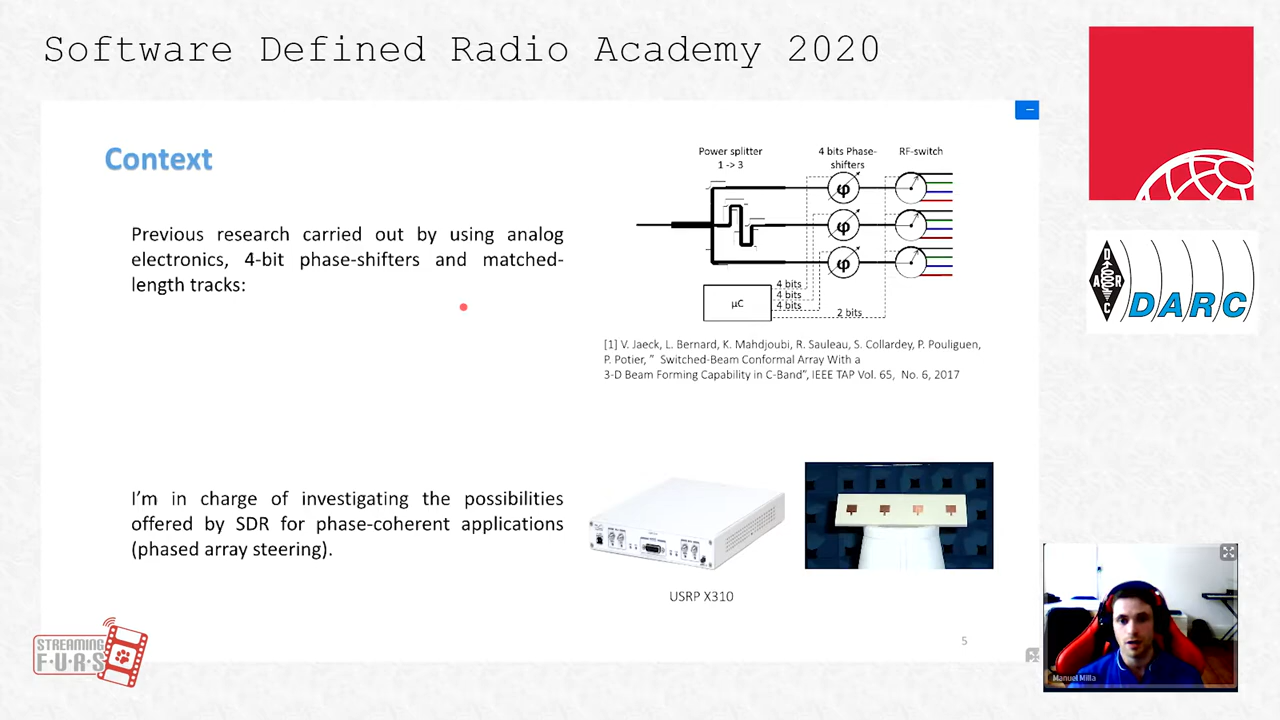 Software Defined Radio Academy 2020
Context
Previous research carried out by using analog
electronics, 4-bit phase-shifters and matched-
length tracks:
Power splitter
1 -> 3
4 bits Phase-
shifters
RF-switch
φ
φ
φ
μC
4 bits
4 bits
4 bits
2 bits
[1] V. Jaeck, L. Bernard, K. Mahdjoubi, R. Sauleau, S. Collardey, P. Pouliguen,
P. Potier, ” Switched-Beam Conformal Array With a
3-D Beam Forming Capability in C-Band”, IEEE TAP Vol. 65, No. 6, 2017
I’m in charge of investigating the possibilities
offered by SDR for phase-coherent applications
(phased array steering).
USRP X310
5
DARC
DARC
STREAMING
F·U·R·S
Manuel Milla